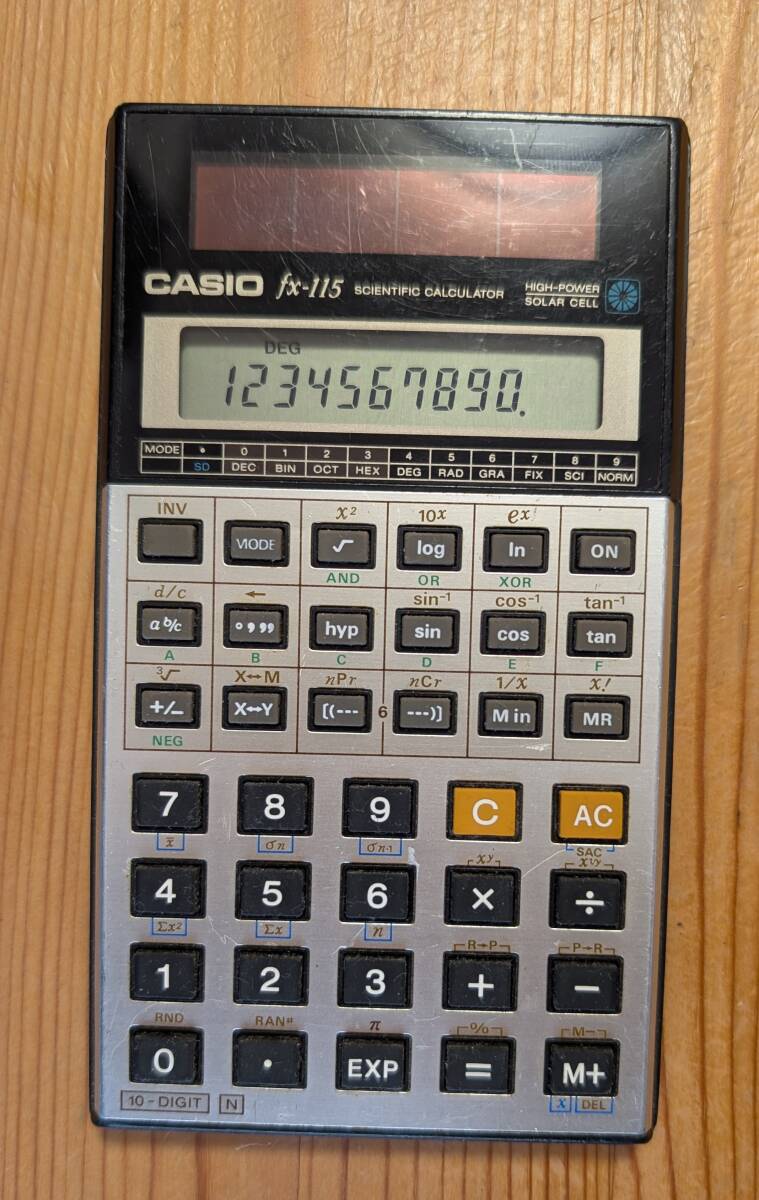 CASIO fx-115 SCIENTIFIC CALCULATOR HIGH-POWER SOLAR CELL
DEG
1234567890.
MODE • 0 1 2 3 4 5 6 7 8 9
SD DEC BIN OCT HEX DEG RAD GRA FIX SCI NORM
INV x² 10x ex
MODE √ log ln ON
AND OR XOR
d/c ← sin⁻¹ cos⁻¹ tan⁻¹
a b/c ° ’ ” hyp sin cos tan
A B C D E F
³√ X↔M nPr nCr 1/x x!
+/− X↔Y [(--- 6 ---)] M in MR
NEG
7 8 9 C AC
x̄ σn σn-1 SAC
xy x1/y
4 5 6 × ÷
Σx² Σx n
R→P P→R
1 2 3 + −
RND RAN# π % M−
0 • EXP = M+
10-DIGIT N x DEL